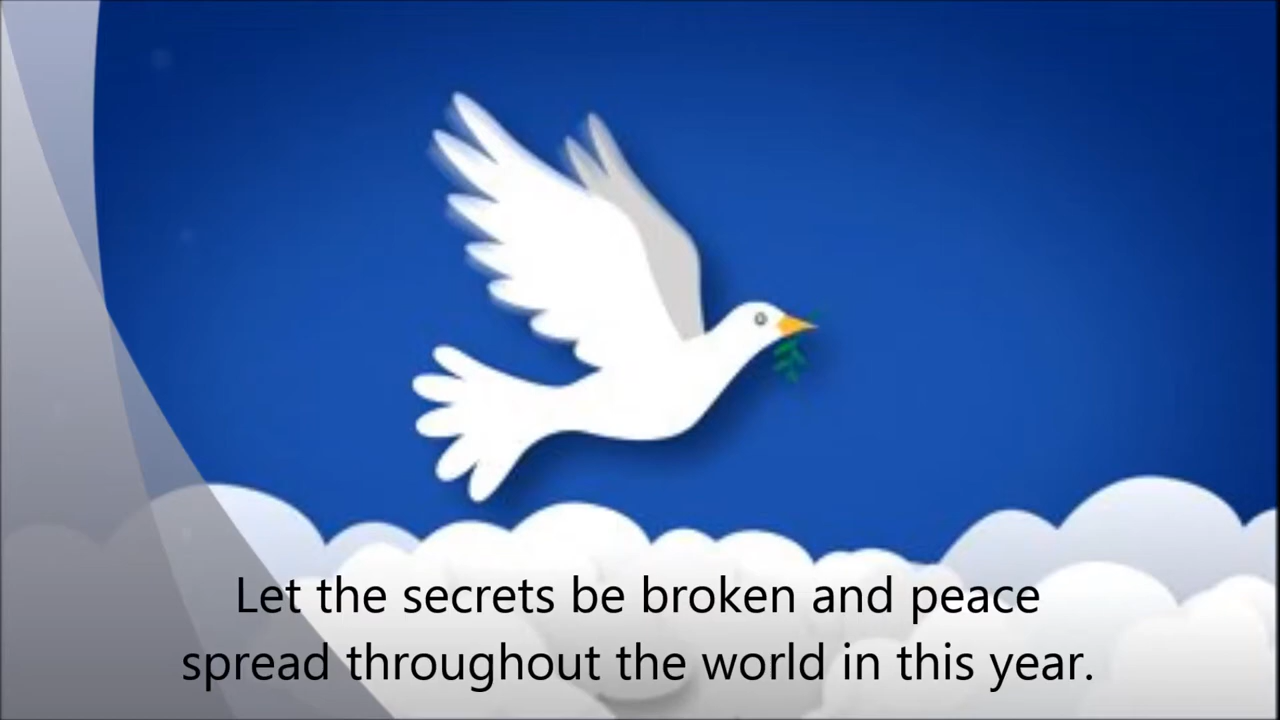 Let the secrets be broken and peace
spread throughout the world in this year.